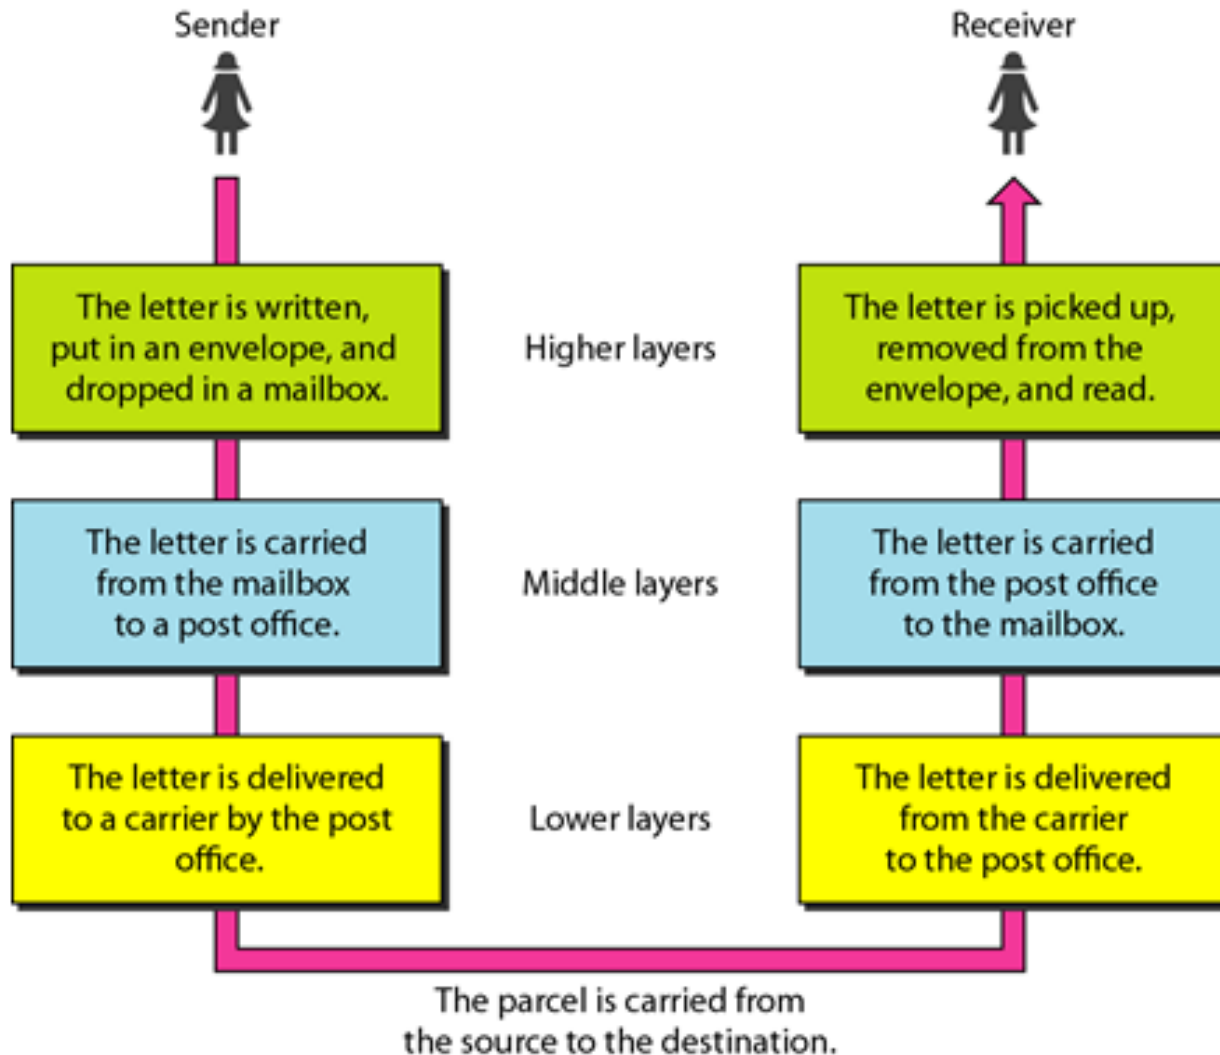 Sender
Receiver
The letter is written,
put in an envelope, and
dropped in a mailbox.
Higher layers
The letter is picked up,
removed from the
envelope, and read.
The letter is carried
from the mailbox
to a post office.
Middle layers
The letter is carried
from the post office
to the mailbox.
The letter is delivered
to a carrier by the post
office.
Lower layers
The letter is delivered
from the carrier
to the post office.
The parcel is carried from
the source to the destination.